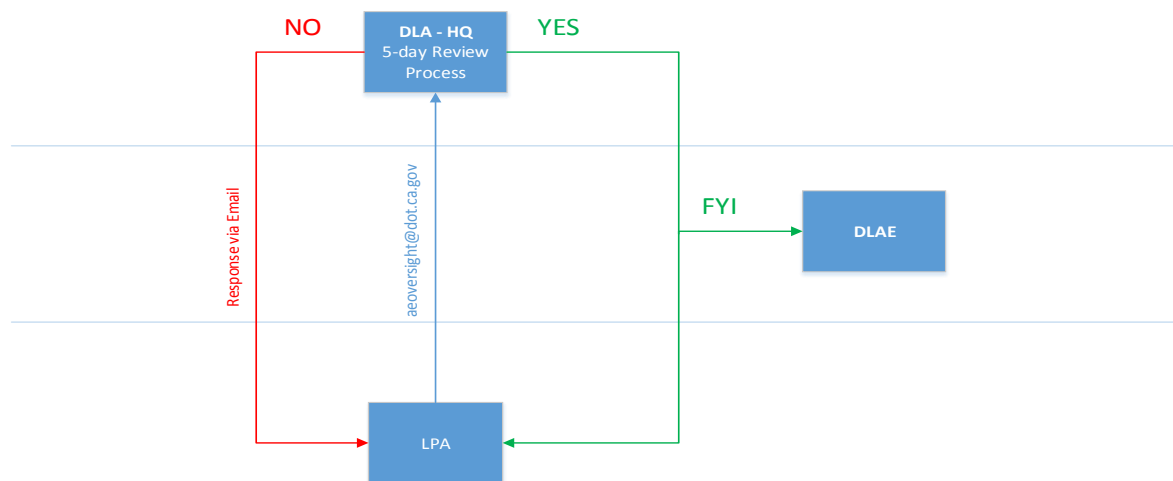 NO
DLA - HQ
5-day Review
Process
YES
Response via Email
aeoversight@dot.ca.gov
FYI
DLAE
LPA